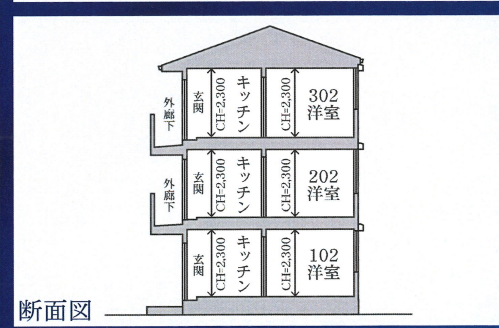 外廊下
玄関
CH=2,300
キッチン
CH=2,300
302
洋室
外廊下
玄関
CH=2,300
キッチン
CH=2,300
202
洋室
玄関
CH=2,300
キッチン
CH=2,300
102
洋室
断面図